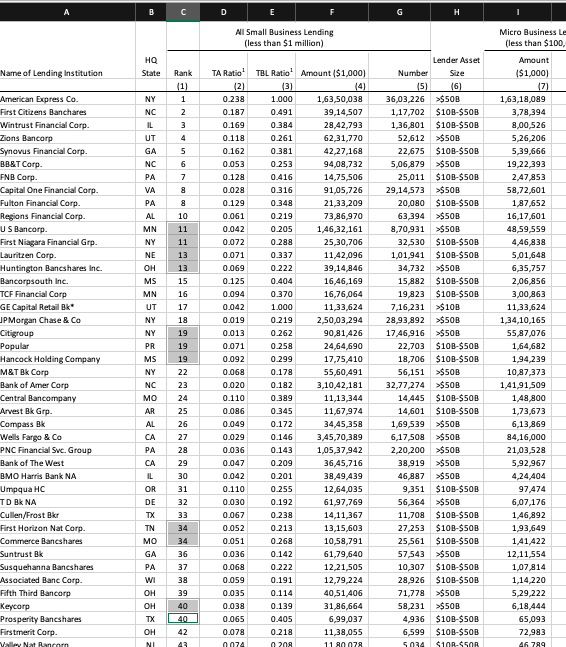 A B C D E F G H I
All Small Business Lending Micro Business Le
(less than $1 million) (less than $100,
HQ Lender Asset Amount
Name of Lending Institution State Rank TA Ratio¹ TBL Ratio¹ Amount ($1,000) Number Size ($1,000)
(1) (2) (3) (4) (5) (6) (7)
American Express Co. NY 1 0.238 1.000 1,63,50,038 36,03,226 >$50B 1,63,18,089
First Citizens Banchares NC 2 0.187 0.491 39,14,507 1,17,702 $10B-$50B 3,78,394
Wintrust Financial Corp. IL 3 0.169 0.384 28,42,793 1,36,801 $10B-$50B 8,00,526
Zions Bancorp UT 4 0.118 0.261 62,31,770 52,612 >$50B 5,26,206
Synovus Financial Corp. GA 5 0.162 0.381 42,27,168 22,675 $10B-$50B 5,39,666
BB&T Corp. NC 6 0.053 0.253 94,08,732 5,06,879 >$50B 19,22,393
FNB Corp. PA 7 0.128 0.416 14,75,506 25,011 $10B-$50B 2,47,853
Capital One Financial Corp. VA 8 0.028 0.316 91,05,726 29,14,573 >$50B 58,72,601
Fulton Financial Corp. PA 8 0.129 0.348 21,33,209 20,080 $10B-$50B 1,87,652
Regions Financial Corp. AL 10 0.061 0.219 73,86,970 63,394 >$50B 16,17,601
U S Bancorp. MN 11 0.042 0.205 1,46,32,161 8,70,931 >$50B 48,59,559
First Niagara Financial Grp. NY 11 0.072 0.288 25,30,706 32,530 $10B-$50B 4,46,838
Lauritzen Corp. NE 13 0.071 0.337 11,42,096 1,01,941 $10B-$50B 5,01,648
Huntington Bancshares Inc. OH 13 0.069 0.222 39,14,846 34,732 >$50B 6,35,757
Bancorpsouth Inc. MS 15 0.125 0.404 16,46,169 15,882 $10B-$50B 2,06,856
TCF Financial Corp MN 16 0.094 0.370 16,76,064 19,823 $10B-$50B 3,00,863
GE Capital Retail Bk* UT 17 0.042 1.000 11,33,624 7,16,231 >$10B 11,33,624
JPMorgan Chase & Co NY 18 0.019 0.219 2,50,03,294 28,93,892 >$50B 1,34,10,165
Citigroup NY 19 0.013 0.262 90,81,426 17,46,916 >$50B 55,87,076
Popular PR 19 0.071 0.258 24,64,690 22,703 $10B-$50B 1,64,682
Hancock Holding Company MS 19 0.092 0.299 17,75,410 18,706 $10B-$50B 1,94,239
M&T Bk Corp NY 22 0.068 0.178 55,60,491 56,151 >$50B 10,87,373
Bank of Amer Corp NC 23 0.020 0.182 3,10,42,181 32,77,274 >$50B 1,41,91,509
Central Bancompany MO 24 0.110 0.389 11,13,344 14,445 $10B-$50B 1,48,800
Arvest Bk Grp. AR 25 0.086 0.345 11,67,974 14,601 $10B-$50B 1,73,673
Compass Bk AL 26 0.049 0.172 34,45,358 1,69,539 >$50B 6,13,869
Wells Fargo & Co CA 27 0.029 0.146 3,45,70,389 6,17,508 >$50B 84,16,000
PNC Financial Svc. Group PA 28 0.036 0.143 1,05,37,942 2,20,200 >$50B 21,03,528
Bank of The West CA 29 0.047 0.209 36,45,716 38,919 >$50B 5,92,967
BMO Harris Bank NA IL 30 0.042 0.201 38,49,439 46,887 >$50B 4,24,404
Umpqua HC OR 31 0.110 0.255 12,64,035 9,351 $10B-$50B 97,474
T D Bk NA DE 32 0.030 0.192 61,97,769 56,364 >$50B 6,07,176
Cullen/Frost Bkr TX 33 0.067 0.238 14,11,367 11,708 $10B-$50B 1,46,892
First Horizon Nat Corp. TN 34 0.052 0.213 13,15,603 27,253 $10B-$50B 1,93,649
Commerce Bancshares MO 34 0.051 0.268 10,58,791 25,561 $10B-$50B 1,41,422
Suntrust Bk GA 36 0.036 0.142 61,79,640 57,543 >$50B 12,11,554
Susquehanna Bancshares PA 37 0.068 0.222 12,21,505 10,307 $10B-$50B 1,07,814
Associated Banc Corp. WI 38 0.059 0.191 12,79,224 28,926 $10B-$50B 1,14,220
Fifth Third Bancorp OH 39 0.035 0.114 40,51,406 71,778 >$50B 5,29,222
Keycorp OH 40 0.038 0.139 31,86,664 58,231 >$50B 6,18,444
Prosperity Bancshares TX 40 0.065 0.405 6,99,037 4,936 $10B-$50B 65,093
Firstmerit Corp. OH 42 0.078 0.218 11,38,055 6,599 $10B-$50B 72,983
Valley Nat Bancorp NJ 43 0.074 0.208 11,80,078 5,034 $10B-$50B 46,789